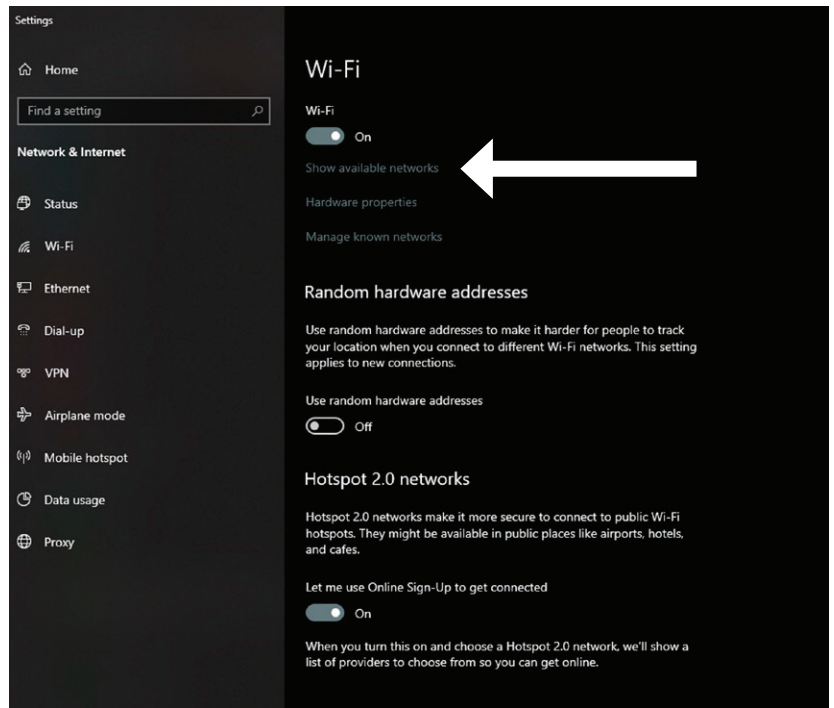 Settings
Home
Find a setting
Network & Internet
Status
Wi-Fi
Ethernet
Dial-up
VPN
Airplane mode
Mobile hotspot
Data usage
Proxy
Wi-Fi
Wi-Fi
On
Show available networks
Hardware properties
Manage known networks
Random hardware addresses
Use random hardware addresses to make it harder for people to track
your location when you connect to different Wi-Fi networks. This setting
applies to new connections.
Use random hardware addresses
Off
Hotspot 2.0 networks
Hotspot 2.0 networks make it more secure to connect to public Wi-Fi
hotspots. They might be available in public places like airports, hotels,
and cafes.
Let me use Online Sign-Up to get connected
On
When you turn this on and choose a Hotspot 2.0 network, we'll show a
list of providers to choose from so you can get online.